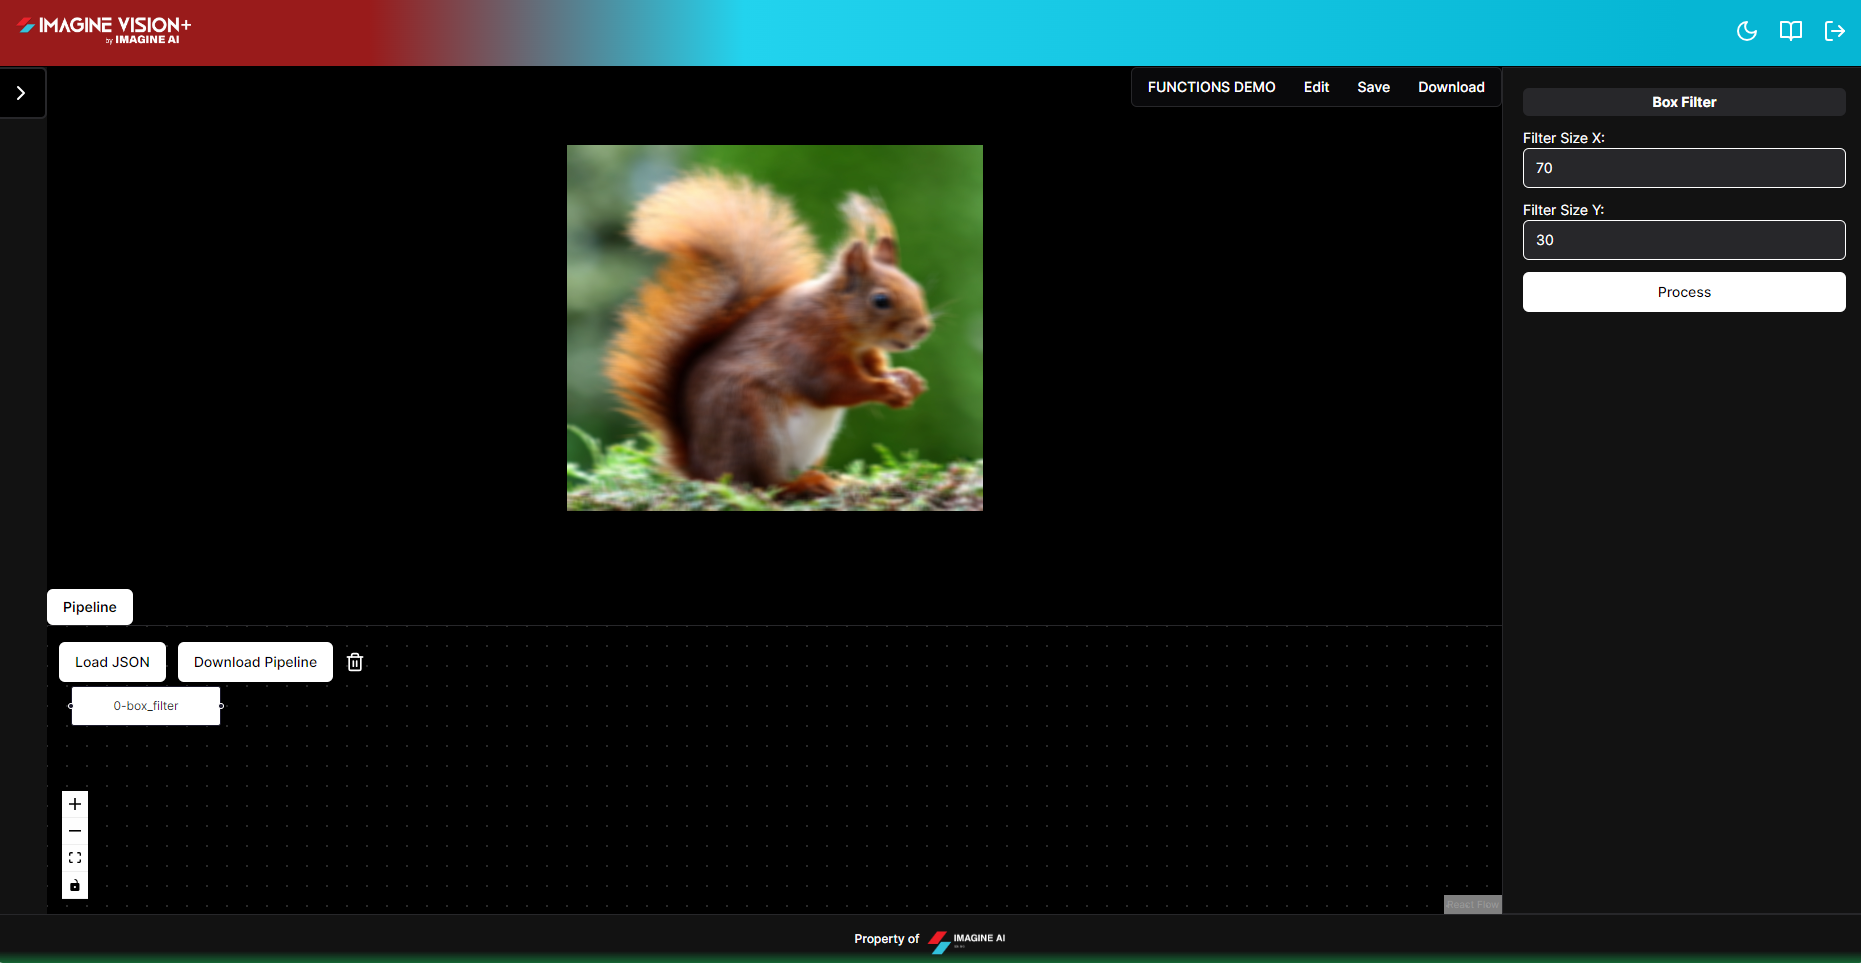 IMAGINE VISION+
by IMAGINE AI
FUNCTIONS DEMO Edit Save Download
Box Filter
Filter Size X:
70
Filter Size Y:
30
Process
Pipeline
Load JSON Download Pipeline
0-box_filter
React Flow
Property of IMAGINE AI